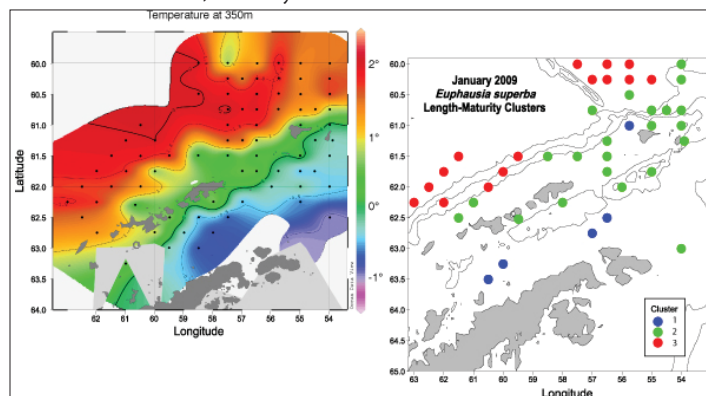 Temperature at 350m
60.0
60.5
61.0
61.5
62.0
62.5
63.0
63.5
64.0
Latitude
62 61 60 59 58 57 56 55 54
Longitude
2°
1°
0°
-1°
Ocean Data View
January 2009
Euphausia superba
Length-Maturity Clusters
60.0
60.5
61.0
61.5
62.0
62.5
63.0
63.5
64.0
64.5
65.0
63 62 61 60 59 58 57 56 55 54
Longitude
Cluster
1
2
3